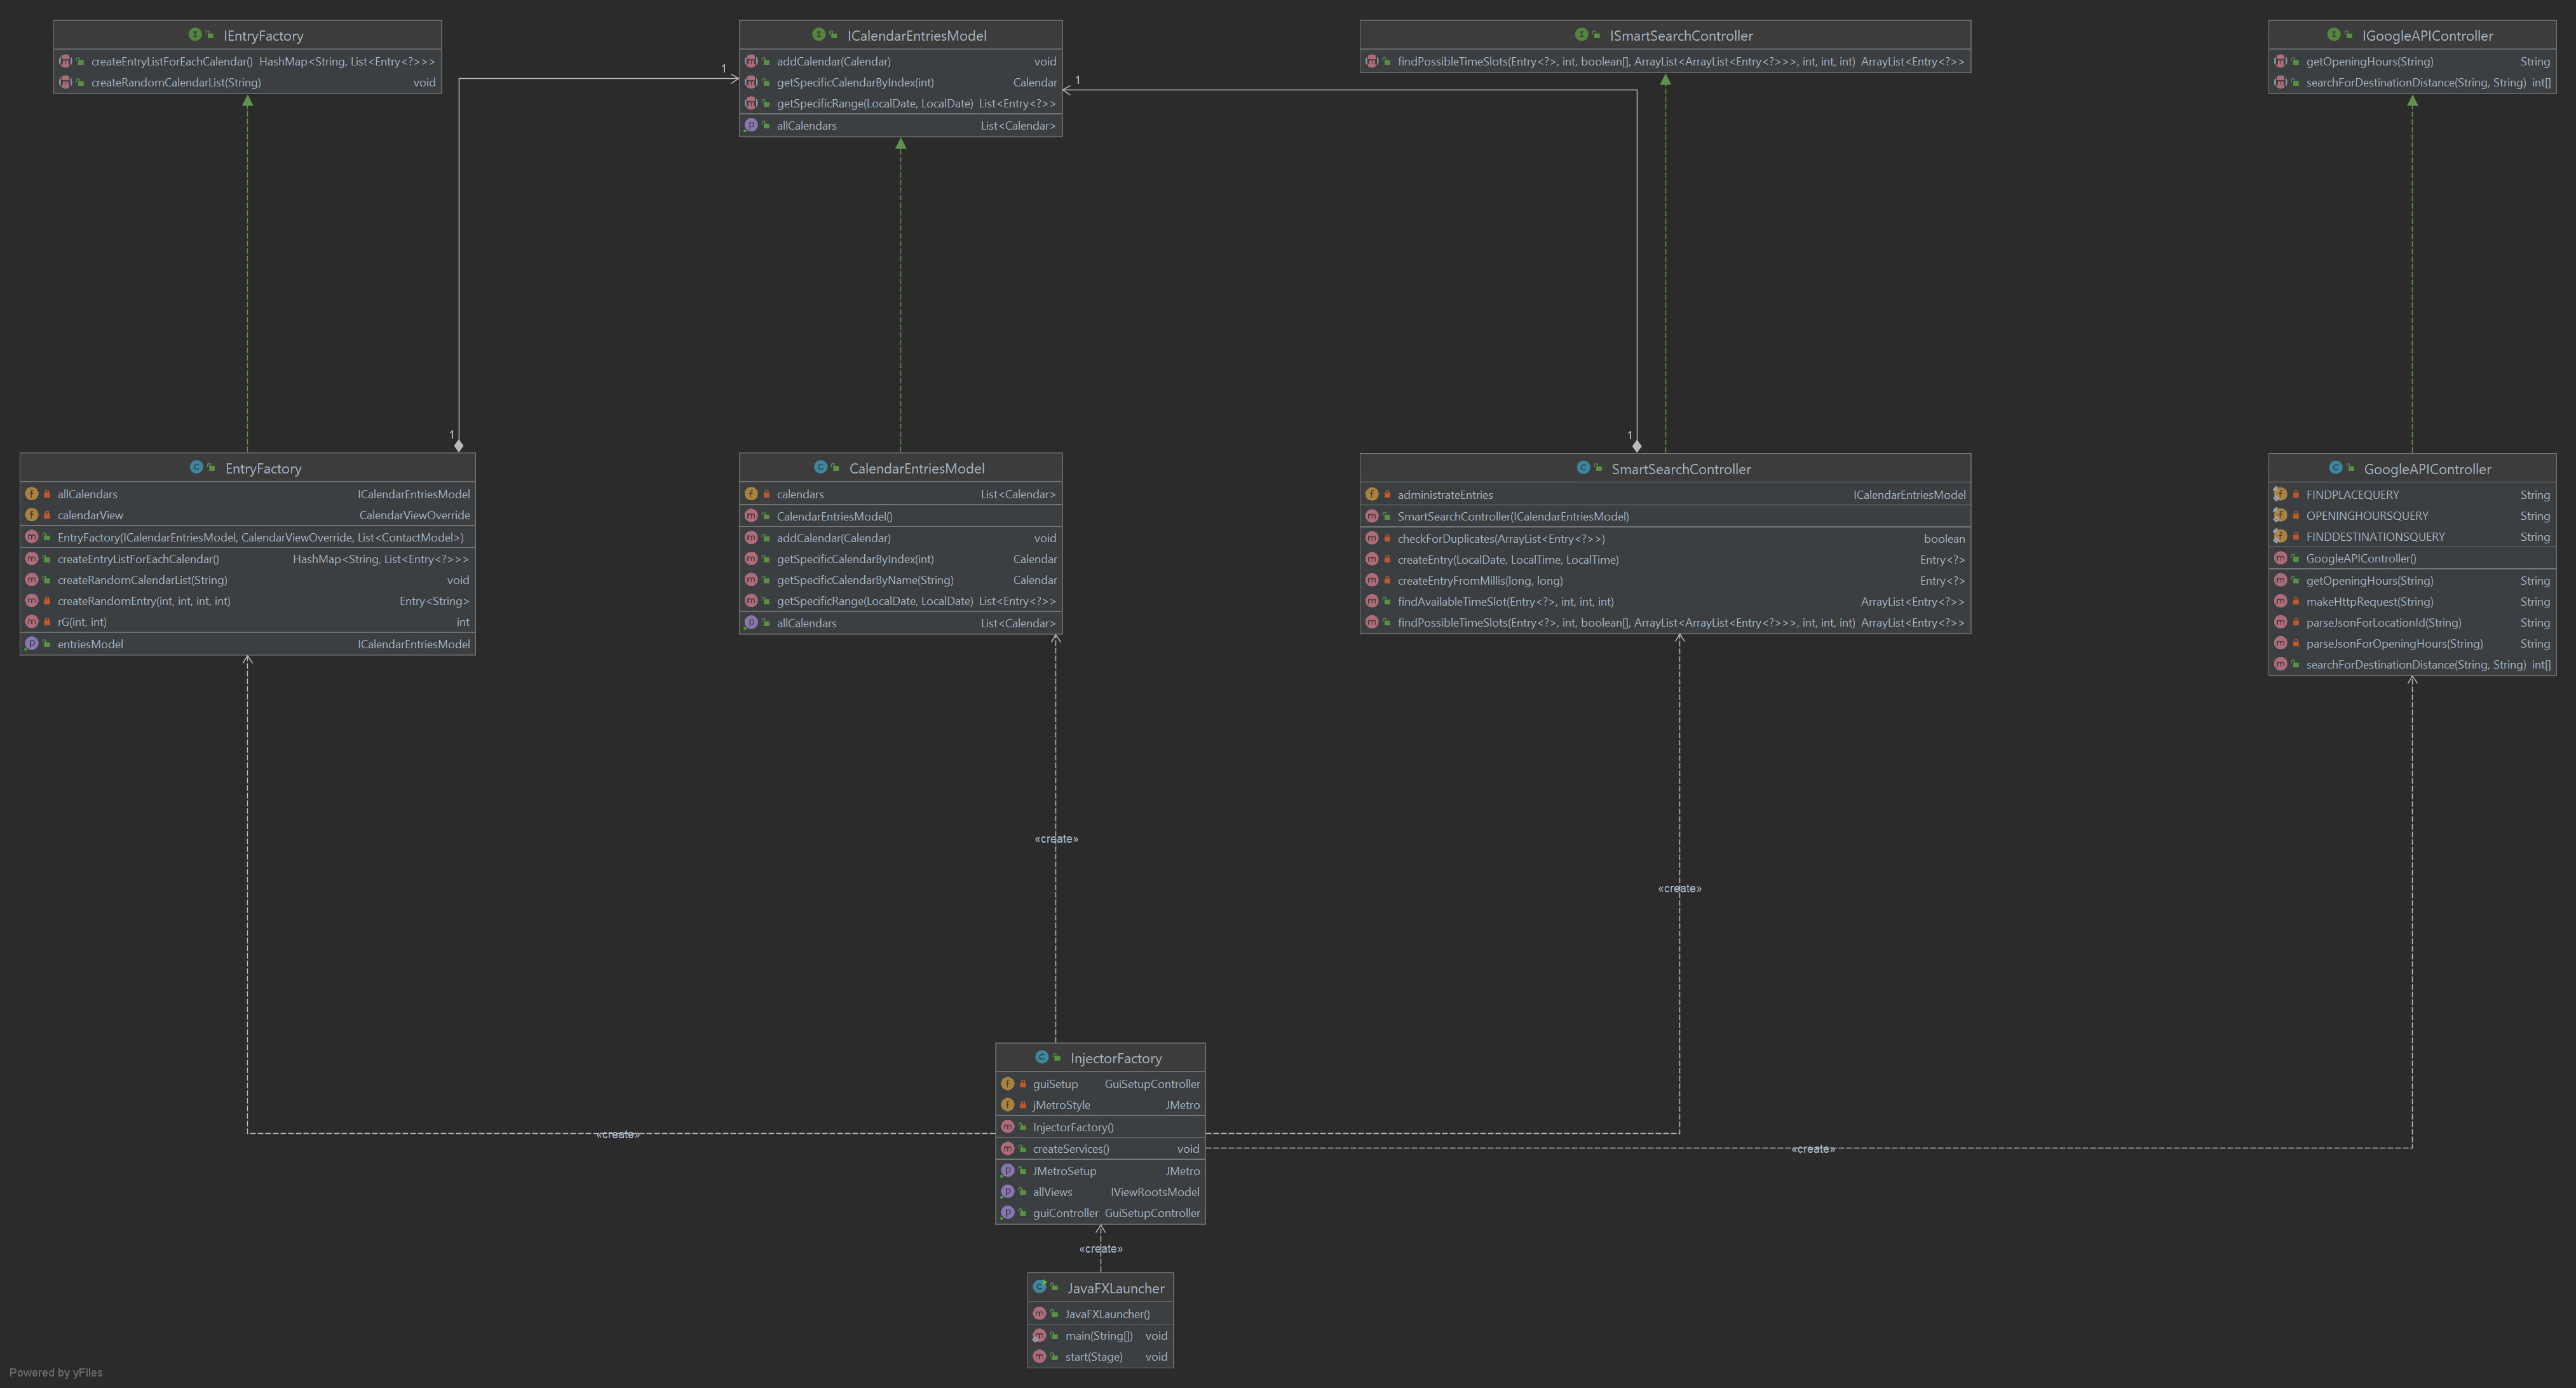 IEntryFactory
createEntryListForEachCalendar() HashMap<String, List<Entry<?>>>
createRandomCalendarList(String) void
ICalendarEntriesModel
addCalendar(Calendar) void
getSpecificCalendarByIndex(int) Calendar
getSpecificRange(LocalDate, LocalDate) List<Entry<?>>
allCalendars List<Calendar>
ISmartSearchController
findPossibleTimeSlots(Entry<?>, int, boolean[], ArrayList<ArrayList<Entry<?>>>, int, int, int) ArrayList<Entry<?>>
IGoogleAPIController
getOpeningHours(String) String
searchForDestinationDistance(String, String) int[]
1
1
1
1
EntryFactory
allCalendars ICalendarEntriesModel
calendarView CalendarViewOverride
EntryFactory(ICalendarEntriesModel, CalendarViewOverride, List<ContactModel>)
createEntryListForEachCalendar() HashMap<String, List<Entry<?>>>
createRandomCalendarList(String) void
createRandomEntry(int, int, int, int) Entry<String>
rG(int, int) int
entriesModel ICalendarEntriesModel
CalendarEntriesModel
calendars List<Calendar>
CalendarEntriesModel()
addCalendar(Calendar) void
getSpecificCalendarByIndex(int) Calendar
getSpecificCalendarByName(String) Calendar
getSpecificRange(LocalDate, LocalDate) List<Entry<?>>
allCalendars List<Calendar>
SmartSearchController
administrateEntries ICalendarEntriesModel
SmartSearchController(ICalendarEntriesModel)
checkForDuplicates(ArrayList<Entry<?>>) boolean
createEntry(LocalDate, LocalTime, LocalTime) Entry<?>
createEntryFromMillis(long, long) Entry<?>
findAvailableTimeSlot(Entry<?>, int, int, int) ArrayList<Entry<?>>
findPossibleTimeSlots(Entry<?>, int, boolean[], ArrayList<ArrayList<Entry<?>>>, int, int, int) ArrayList<Entry<?>>
GoogleAPIController
FINDPLACEQUERY String
OPENINGHOURSQUERY String
FINDDESTINATIONSQUERY String
GoogleAPIController()
getOpeningHours(String) String
makeHttpRequest(String) String
parseJsonForLocationId(String) String
parseJsonForOpeningHours(String) String
searchForDestinationDistance(String, String) int[]
«create»
«create»
«create»
«create»
InjectorFactory
guiSetup GuiSetupController
jMetroStyle JMetro
InjectorFactory()
createServices() void
JMetroSetup JMetro
allViews IViewRootsModel
guiController GuiSetupController
«create»
JavaFXLauncher
JavaFXLauncher()
main(String[]) void
start(Stage) void
Powered by yFiles